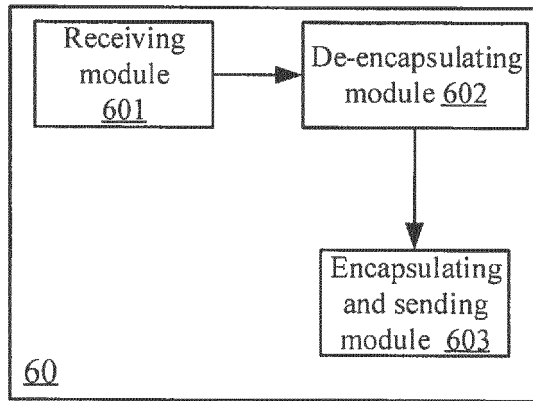 Receiving
module
601
De-encapsulating
module 602
Encapsulating
and sending
module 603
60